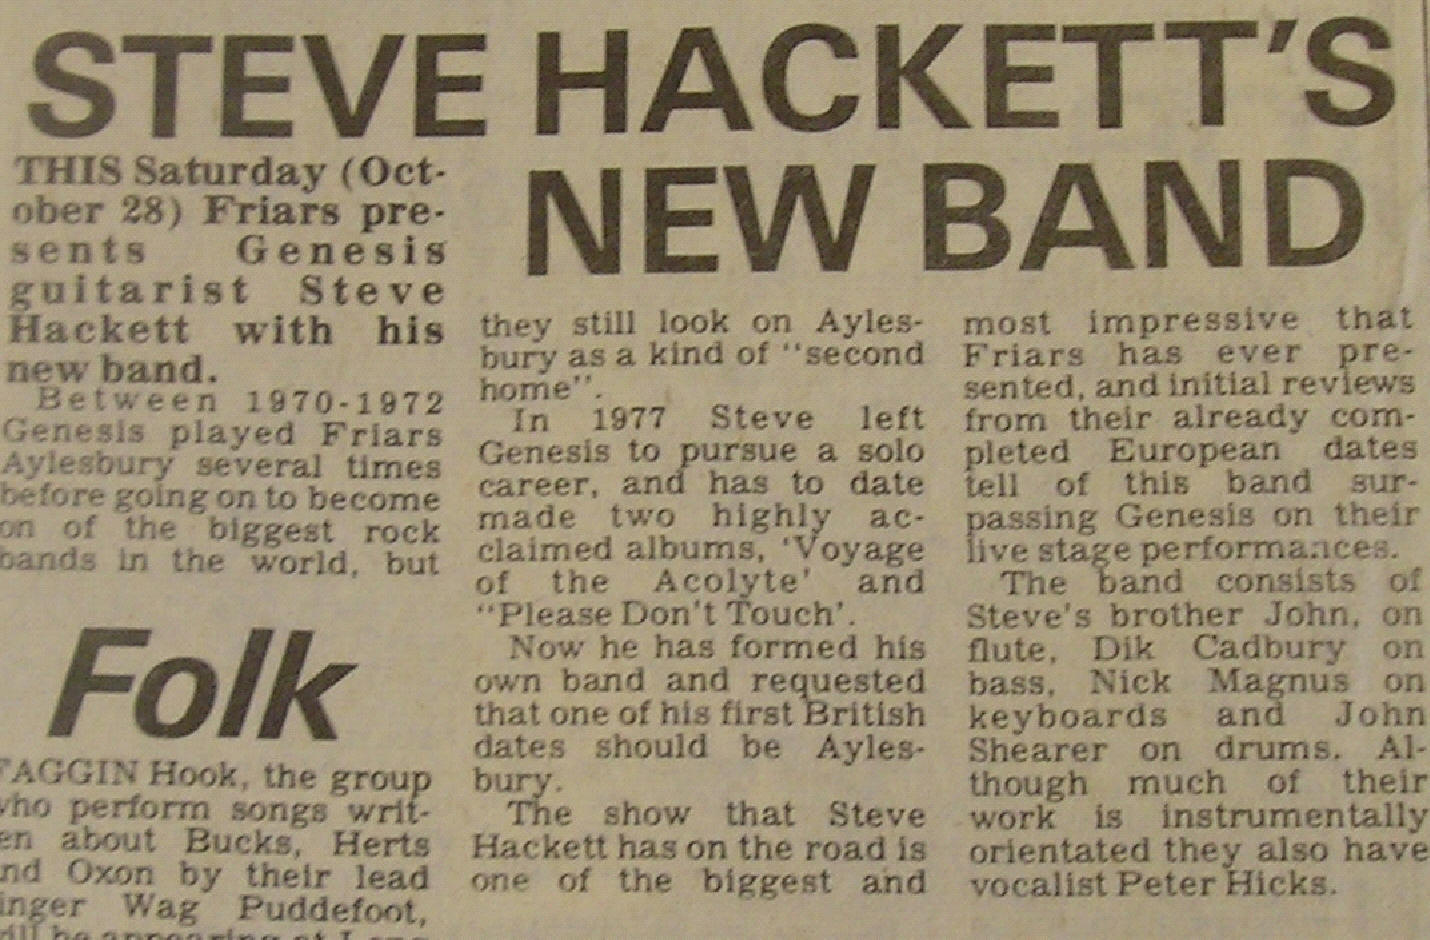 STEVE HACKETT'S
NEW BAND
THIS Saturday (Oct-
ober 28) Friars pre-
sents Genesis
guitarist Steve
Hackett with his
new band.
Between 1970-1972
Genesis played Friars
Aylesbury several times
before going on to become
on of the biggest rock
bands in the world, but
they still look on Ayles-
bury as a kind of "second
home".
In 1977 Steve left
Genesis to pursue a solo
career, and has to date
made two highly ac-
claimed albums, 'Voyage
of the Acolyte' and
"Please Don't Touch'.
Now he has formed his
own band and requested
that one of his first British
dates should be Ayles-
bury.
The show that Steve
Hackett has on the road is
one of the biggest and
most impressive that
Friars has ever pre-
sented, and initial reviews
from their already com-
pleted European dates
tell of this band sur-
passing Genesis on their
live stage performances.
The band consists of
Steve's brother John, on
flute, Dik Cadbury on
bass, Nick Magnus on
keyboards and John
Shearer on drums. Al-
though much of their
work is instrumentally
orientated they also have
vocalist Peter Hicks.
Folk
FAGGIN Hook, the group
who perform songs writ-
en about Bucks, Herts
nd Oxon by their lead
inger Wag Puddefoot,
be appearing at